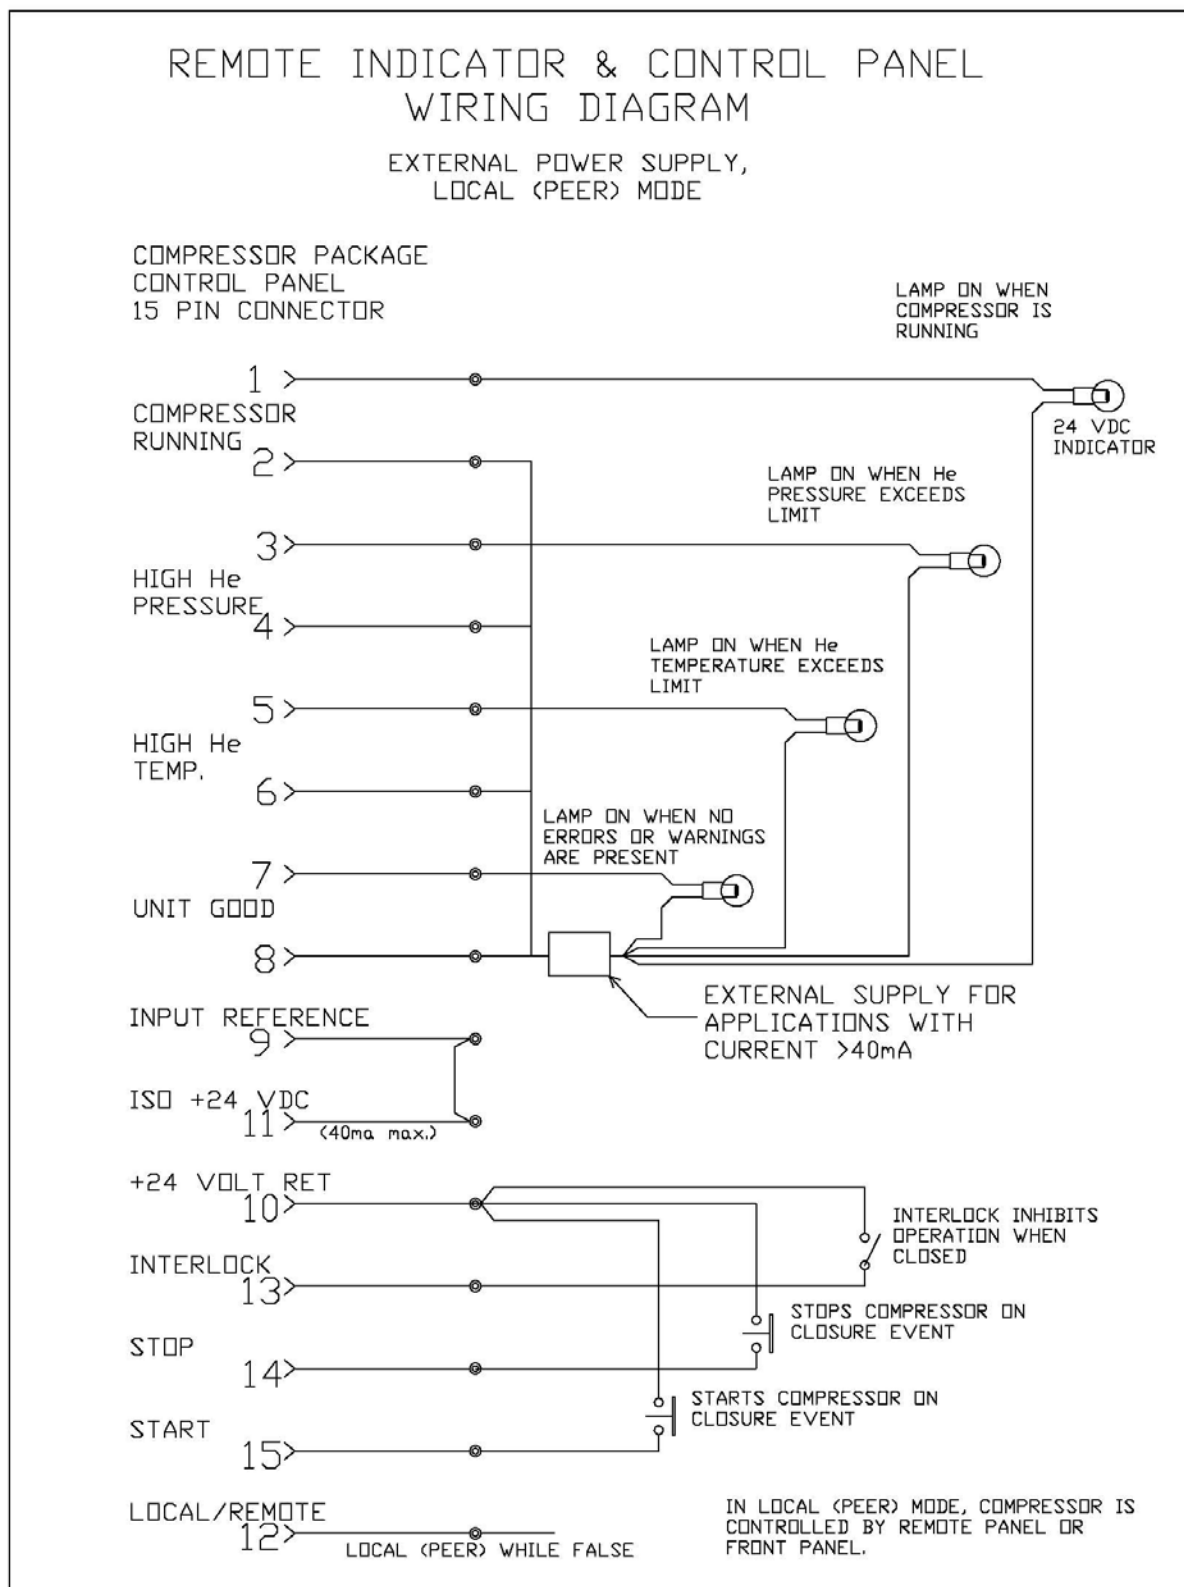 REMOTE INDICATOR & CONTROL PANEL
WIRING DIAGRAM
EXTERNAL POWER SUPPLY,
LOCAL (PEER) MODE
COMPRESSOR PACKAGE
CONTROL PANEL
15 PIN CONNECTOR
LAMP ON WHEN
COMPRESSOR IS
RUNNING
1
COMPRESSOR
RUNNING
24 VDC
INDICATOR
2
LAMP ON WHEN He
PRESSURE EXCEEDS
LIMIT
3
HIGH He
PRESSURE
4
LAMP ON WHEN He
TEMPERATURE EXCEEDS
LIMIT
5
HIGH He
TEMP.
6
LAMP ON WHEN NO
ERRORS OR WARNINGS
ARE PRESENT
7
UNIT GOOD
8
EXTERNAL SUPPLY FOR
APPLICATIONS WITH
CURRENT >40mA
INPUT REFERENCE
9
ISO +24 VDC
11
(40ma max.)
+24 VOLT RET
10
INTERLOCK INHIBITS
OPERATION WHEN
CLOSED
INTERLOCK
13
STOPS COMPRESSOR ON
CLOSURE EVENT
STOP
14
STARTS COMPRESSOR ON
CLOSURE EVENT
START
15
LOCAL/REMOTE
12
LOCAL (PEER) WHILE FALSE
IN LOCAL (PEER) MODE, COMPRESSOR IS
CONTROLLED BY REMOTE PANEL OR
FRONT PANEL.